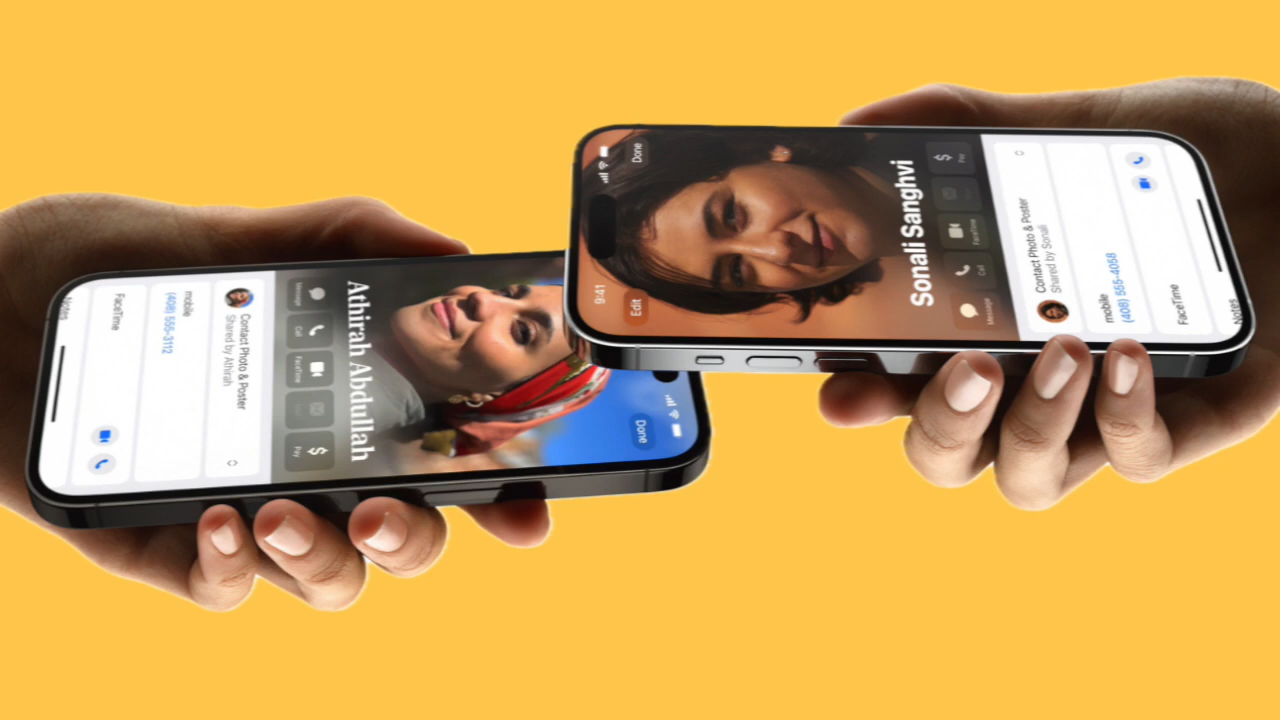 Athirah Abdullah
Message
Call
FaceTime
Pay
Contact Photo & Poster
Shared by Athirah
mobile
(408) 555-3112
FaceTime
Notes
Done
9:41
Edit
Done
Sonali Sanghvi
Message
Call
FaceTime
Pay
Contact Photo & Poster
Shared by Sonali
mobile
(408) 555-4058
FaceTime
Notes